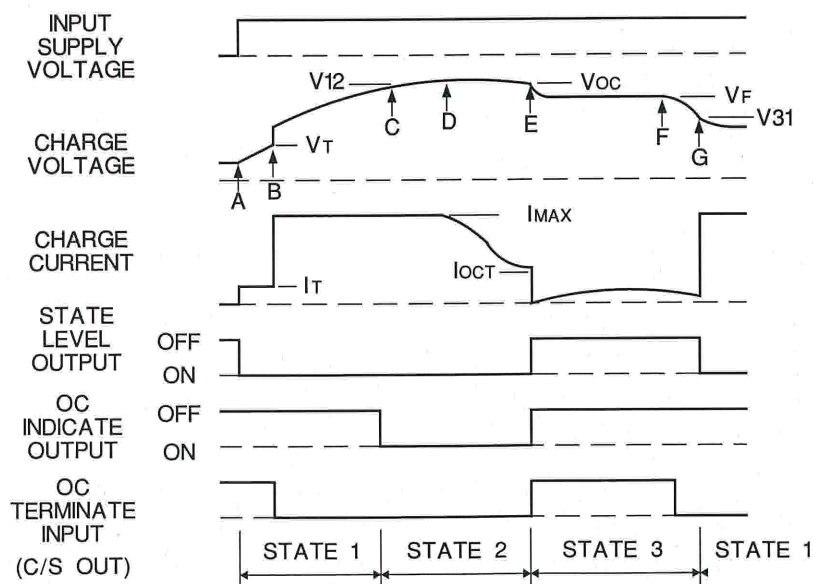 INPUT
SUPPLY
VOLTAGE
V12
VOC
VF
V31
C
D
E
F
G
CHARGE
VOLTAGE
VT
A
B
CHARGE
CURRENT
IMAX
IOCT
IT
STATE
LEVEL
OUTPUT
OFF
ON
OC
INDICATE
OUTPUT
OFF
ON
OC
TERMINATE
INPUT
(C/S OUT)
STATE 1
STATE 2
STATE 3
STATE 1